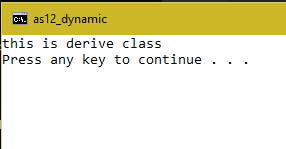 C:\. as12_dynamic
this is derive class
Press any key to continue . . .